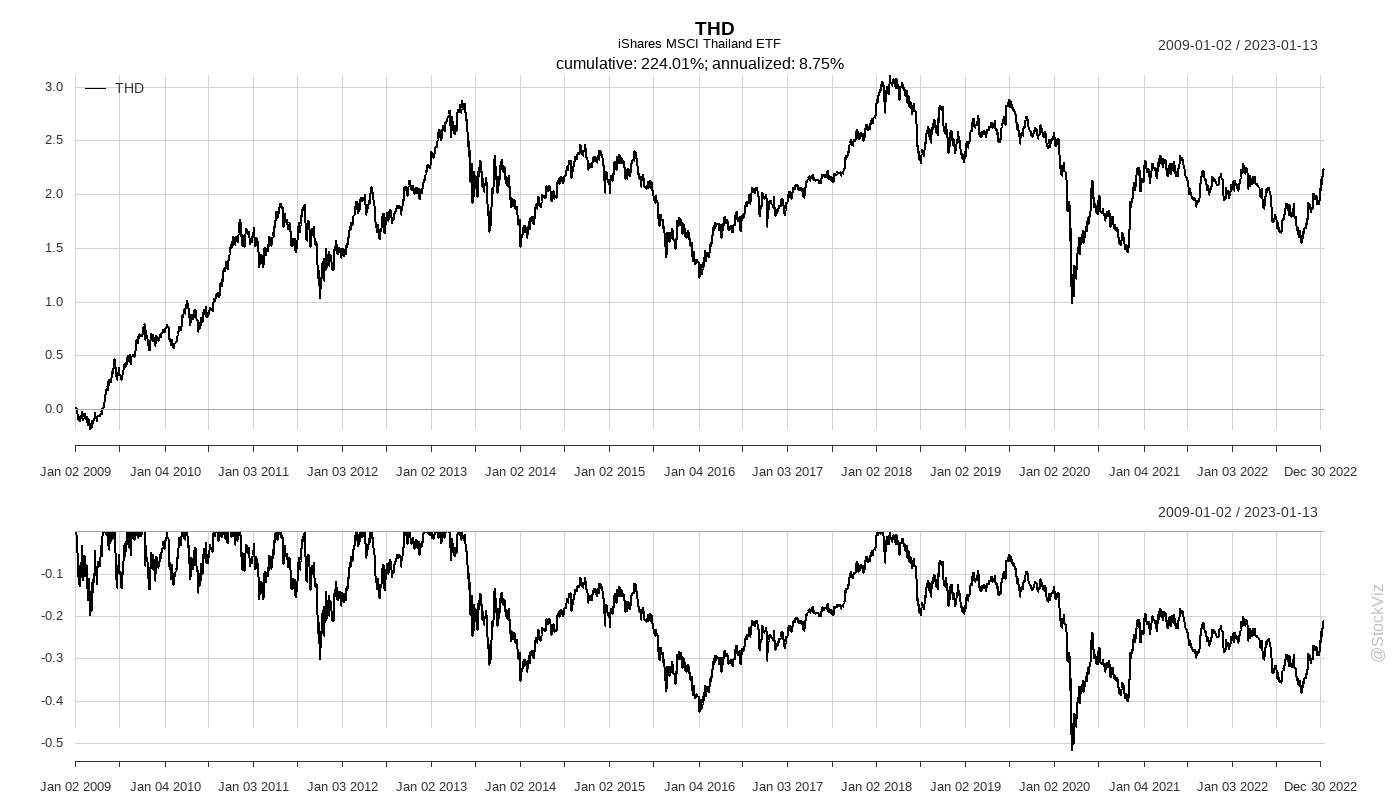 THD
iShares MSCI Thailand ETF
2009-01-02 / 2023-01-13
cumulative: 224.01%; annualized: 8.75%
THD
3.0
2.5
2.0
1.5
1.0
0.5
0.0
Jan 02 2009 Jan 04 2010 Jan 03 2011 Jan 03 2012 Jan 02 2013 Jan 02 2014 Jan 02 2015 Jan 04 2016 Jan 03 2017 Jan 02 2018 Jan 02 2019 Jan 02 2020 Jan 04 2021 Jan 03 2022 Dec 30 2022
2009-01-02 / 2023-01-13
-0.1
-0.2
-0.3
-0.4
-0.5
Jan 02 2009 Jan 04 2010 Jan 03 2011 Jan 03 2012 Jan 02 2013 Jan 02 2014 Jan 02 2015 Jan 04 2016 Jan 03 2017 Jan 02 2018 Jan 02 2019 Jan 02 2020 Jan 04 2021 Jan 03 2022 Dec 30 2022
@StockViz